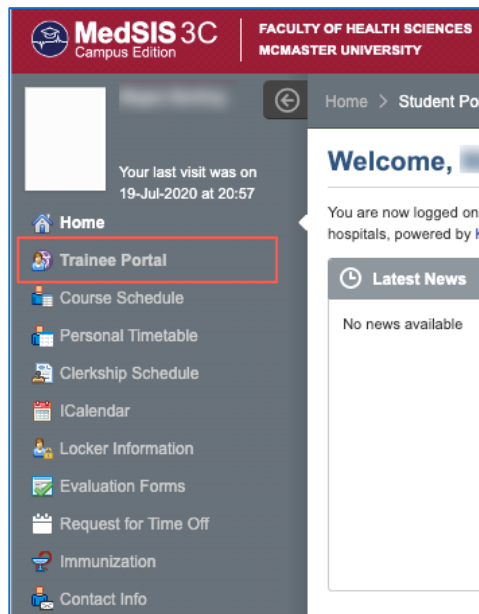 MedSIS 3C
Campus Edition
FACULTY OF HEALTH SCIENCES
MCMASTER UNIVERSITY
Home > Student Po
Your last visit was on
19-Jul-2020 at 20:57
Welcome,
You are now logged on
hospitals, powered by
Latest News
No news available
Home
Trainee Portal
Course Schedule
Personal Timetable
Clerkship Schedule
ICalendar
Locker Information
Evaluation Forms
Request for Time Off
Immunization
Contact Info